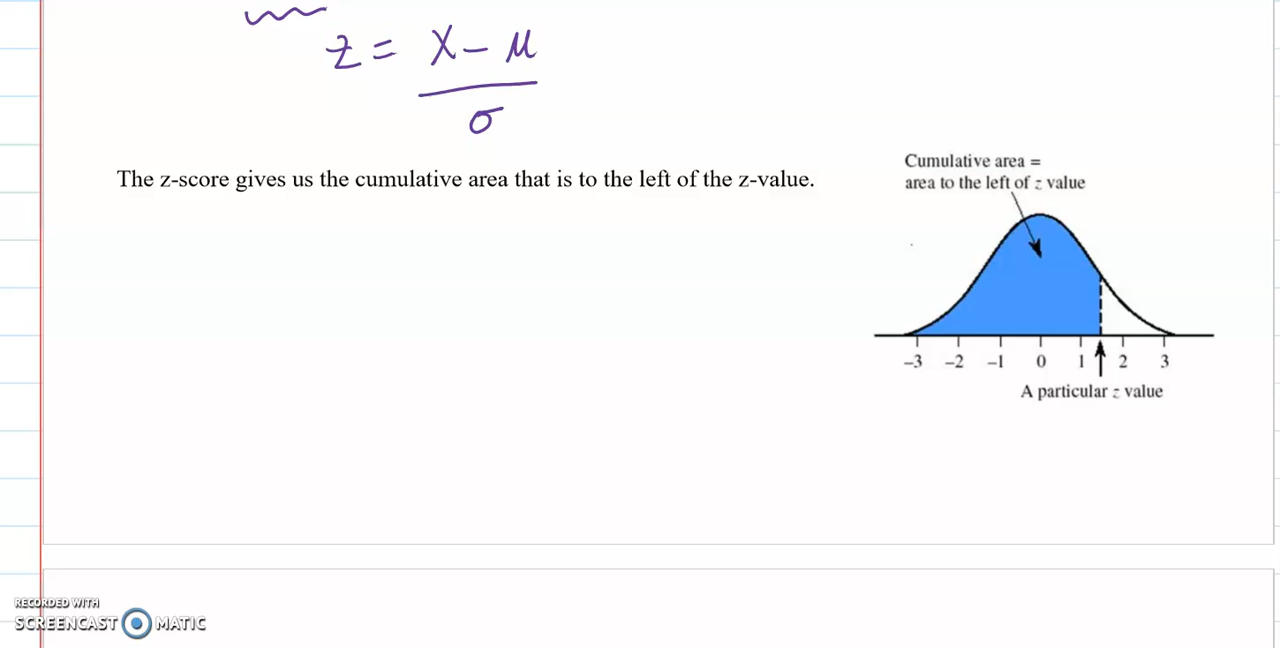 z = X - μ
σ
Cumulative area =
area to the left of z value
The z-score gives us the cumulative area that is to the left of the z-value.
-3 -2 -1 0 1 2 3
A particular z value
RECORDED WITH
SCREENCAST MATIC